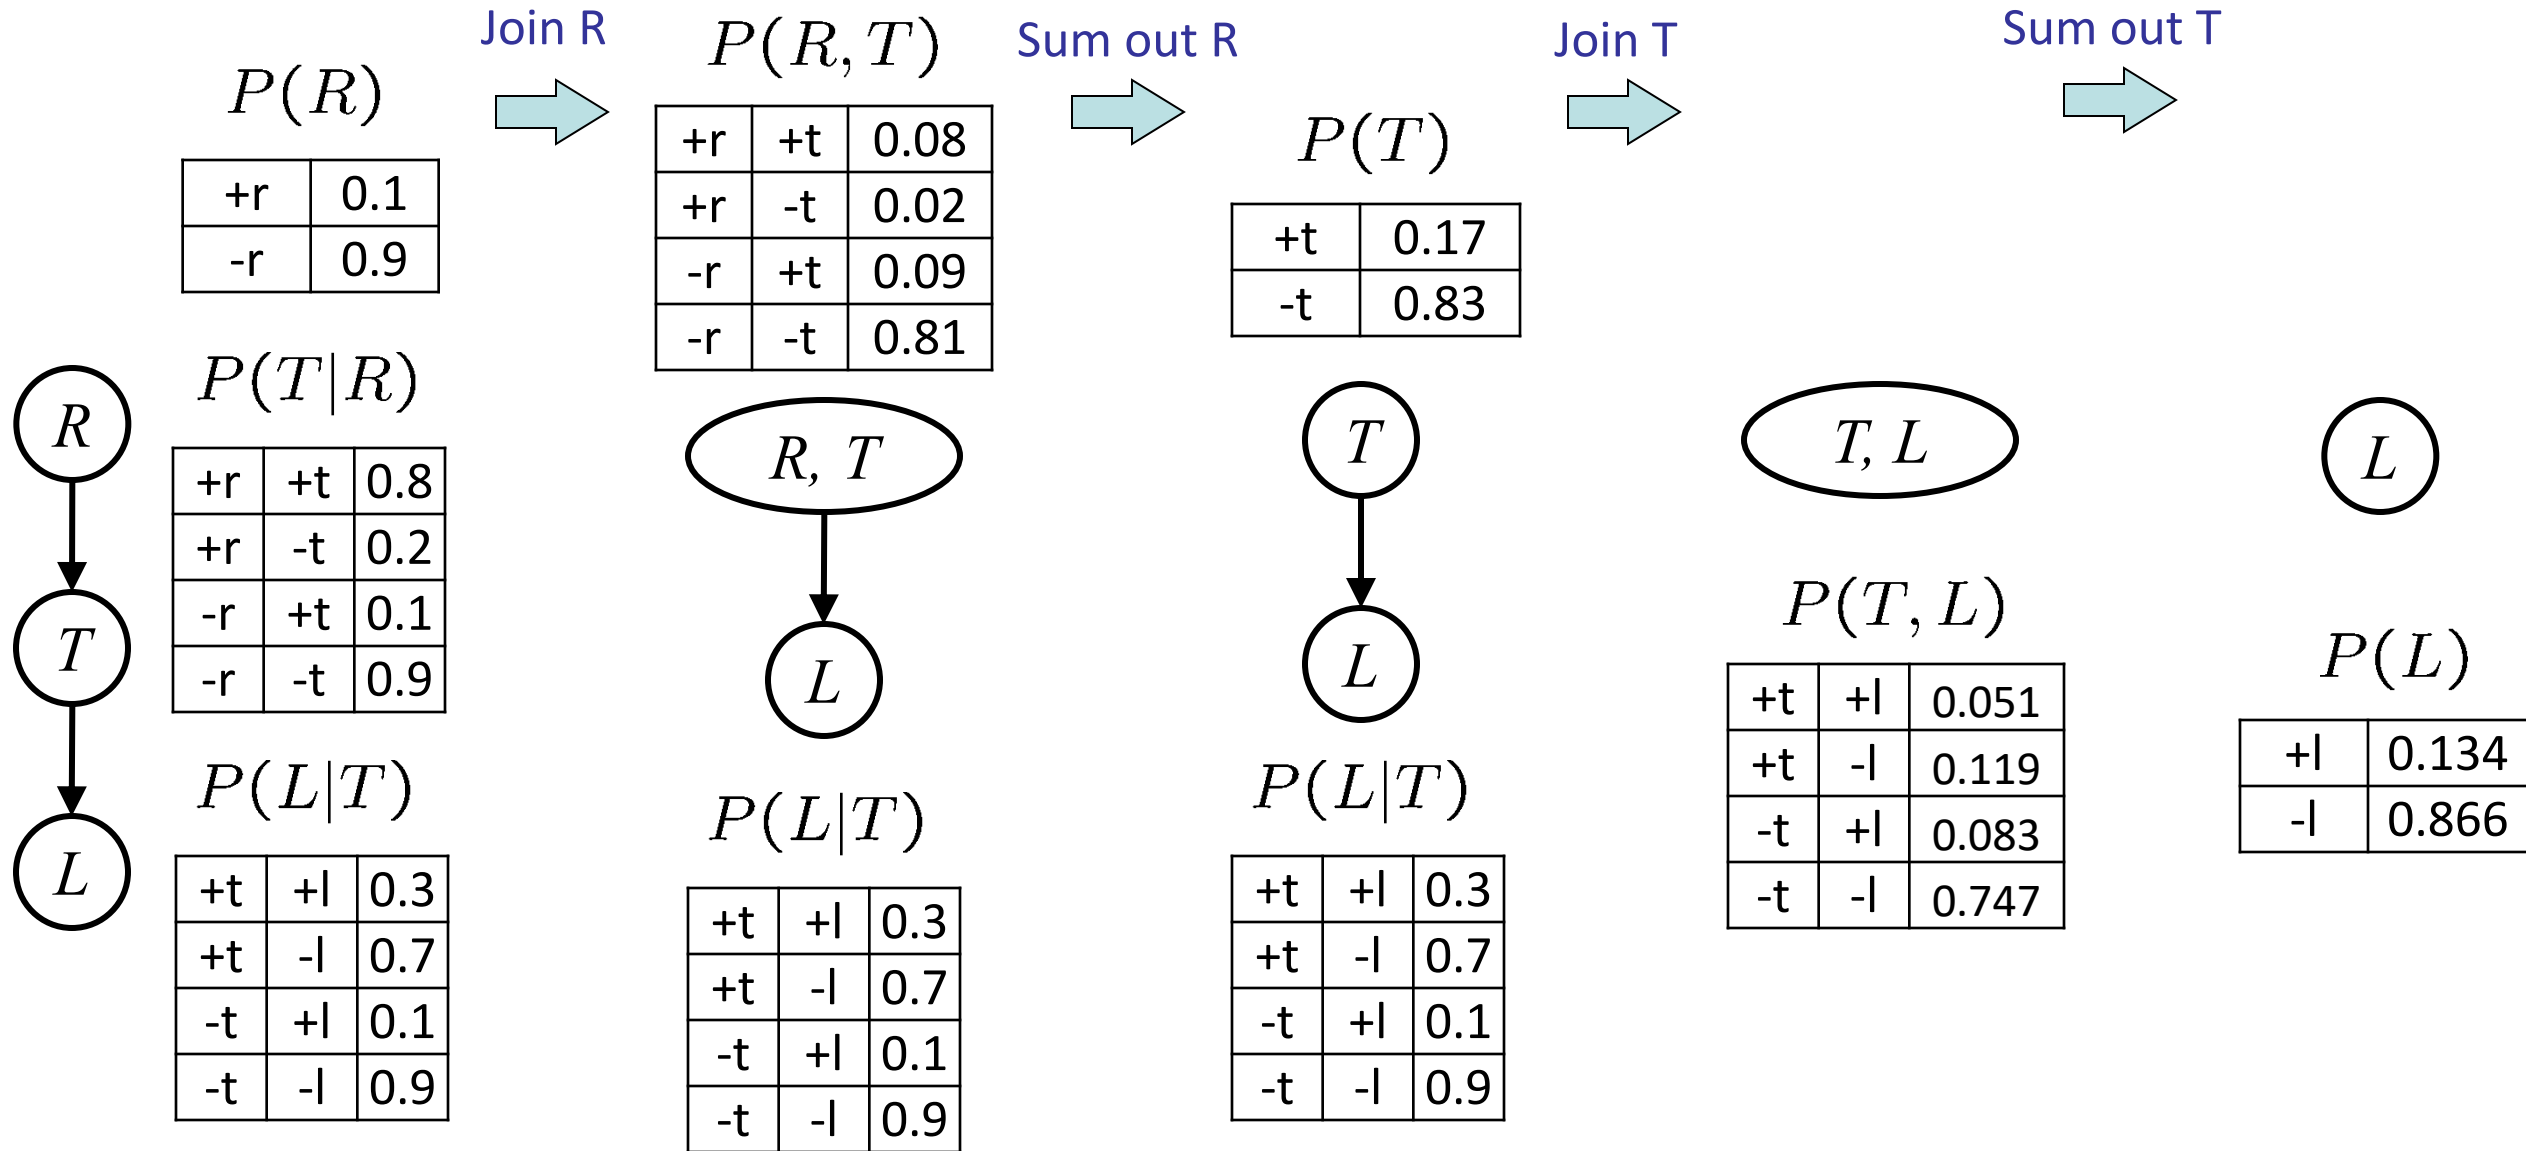 Join R
Sum out R
Join T
Sum out T
P(R)
+r 0.1
-r 0.9
P(T|R)
+r +t 0.8
+r -t 0.2
-r +t 0.1
-r -t 0.9
P(L|T)
+t +l 0.3
+t -l 0.7
-t +l 0.1
-t -l 0.9
R
T
L
P(R, T)
+r +t 0.08
+r -t 0.02
-r +t 0.09
-r -t 0.81
R, T
L
P(L|T)
+t +l 0.3
+t -l 0.7
-t +l 0.1
-t -l 0.9
P(T)
+t 0.17
-t 0.83
T
L
P(L|T)
+t +l 0.3
+t -l 0.7
-t +l 0.1
-t -l 0.9
T, L
P(T, L)
+t +l 0.051
+t -l 0.119
-t +l 0.083
-t -l 0.747
L
P(L)
+l 0.134
-l 0.866